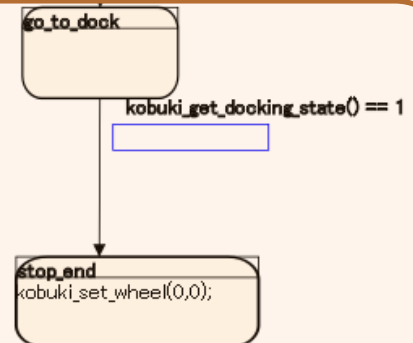 go_to_dock
kobuki_get_docking_state() == 1
stop_end
kobuki_set_wheel(0,0);